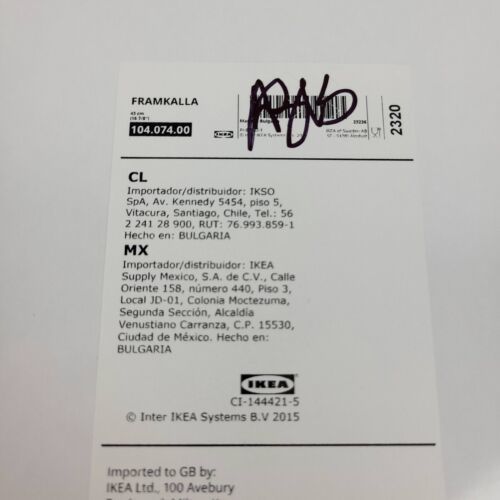 FRAMKALLA
43 cm
104.074.00
IKEA
23236
2320
CL
Importador/distribuidor: IKSO
SpA, Av. Kennedy 5454, piso 5,
Vitacura, Santiago, Chile, Tel.: 56
2 241 28 900, RUT: 76.993.859-1
Hecho en: BULGARIA
MX
Importador/distribuidor: IKEA
Supply Mexico, S.A. de C.V., Calle
Oriente 158, número 440, Piso 3,
Local JD-01, Colonia Moctezuma,
Segunda Sección, Alcaldía
Venustiano Carranza, C.P. 15530,
Ciudad de México. Hecho en:
BULGARIA
IKEA
CI-144421-5
© Inter IKEA Systems B.V 2015
Imported to GB by:
IKEA Ltd., 100 Avebury